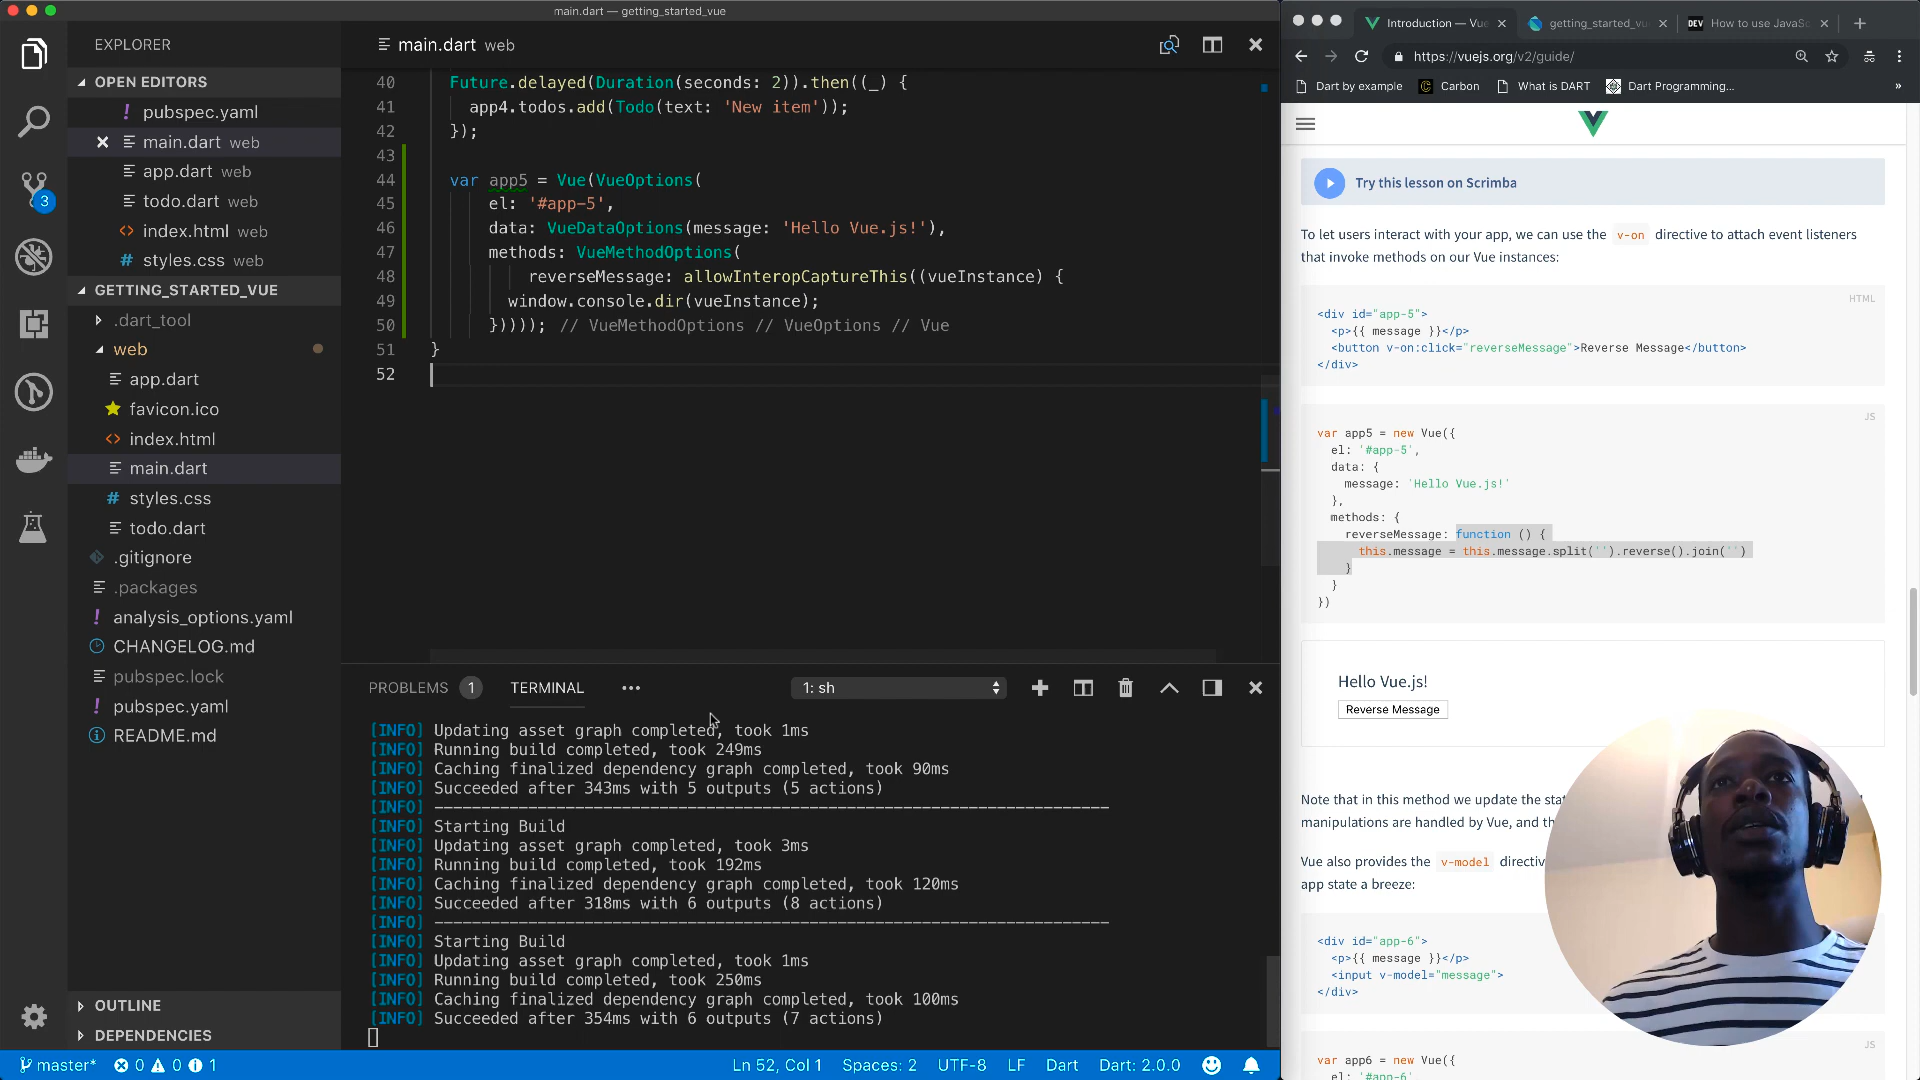 main.dart — getting_started_vue
EXPLORER
OPEN EDITORS
! pubspec.yaml
main.dart web
app.dart web
todo.dart web
<> index.html web
# styles.css web
GETTING_STARTED_VUE
.dart_tool
web
app.dart
favicon.ico
<> index.html
main.dart
# styles.css
todo.dart
.gitignore
.packages
! analysis_options.yaml
CHANGELOG.md
pubspec.lock
! pubspec.yaml
README.md
OUTLINE
DEPENDENCIES
3
main.dart web
40 Future.delayed(Duration(seconds: 2)).then((_) {
41 app4.todos.add(Todo(text: 'New item'));
42 });
43
44 var app5 = Vue(VueOptions(
45 el: '#app-5',
46 data: VueDataOptions(message: 'Hello Vue.js!'),
47 methods: VueMethodOptions(
48 reverseMessage: allowInteropCaptureThis((vueInstance) {
49 window.console.dir(vueInstance);
50 })))); // VueMethodOptions // VueOptions // Vue
51 }
52
PROBLEMS 1 TERMINAL ••• 1: sh
[INFO] Updating asset graph completed, took 1ms
[INFO] Running build completed, took 249ms
[INFO] Caching finalized dependency graph completed, took 90ms
[INFO] Succeeded after 343ms with 5 outputs (5 actions)
[INFO] ------------------------------------------------------------------------
[INFO] Starting Build
[INFO] Updating asset graph completed, took 3ms
[INFO] Running build completed, took 192ms
[INFO] Caching finalized dependency graph completed, took 120ms
[INFO] Succeeded after 318ms with 6 outputs (8 actions)
[INFO] ------------------------------------------------------------------------
[INFO] Starting Build
[INFO] Updating asset graph completed, took 1ms
[INFO] Running build completed, took 250ms
[INFO] Caching finalized dependency graph completed, took 100ms
[INFO] Succeeded after 354ms with 6 outputs (7 actions)
master* 0 0 1 Ln 52, Col 1 Spaces: 2 UTF-8 LF Dart Dart: 2.0.0
Introduction — Vue getting_started_vu DEV How to use JavaSc
https://vuejs.org/v2/guide/
Dart by example Carbon What is DART Dart Programming... »
Try this lesson on Scrimba
To let users interact with your app, we can use the v-on directive to attach event listeners
that invoke methods on our Vue instances:
HTML
<div id="app-5">
<p>{{ message }}</p>
<button v-on:click="reverseMessage">Reverse Message</button>
</div>
JS
var app5 = new Vue({
el: '#app-5',
data: {
message: 'Hello Vue.js!'
},
methods: {
reverseMessage: function () {
this.message = this.message.split('').reverse().join('')
}
}
})
Hello Vue.js!
Reverse Message
Note that in this method we update the sta
manipulations are handled by Vue, and th
Vue also provides the v-model directiv
app state a breeze:
<div id="app-6">
<p>{{ message }}</p>
<input v-model="message">
</div>
JS
var app6 = new Vue({
el: '#app-6',